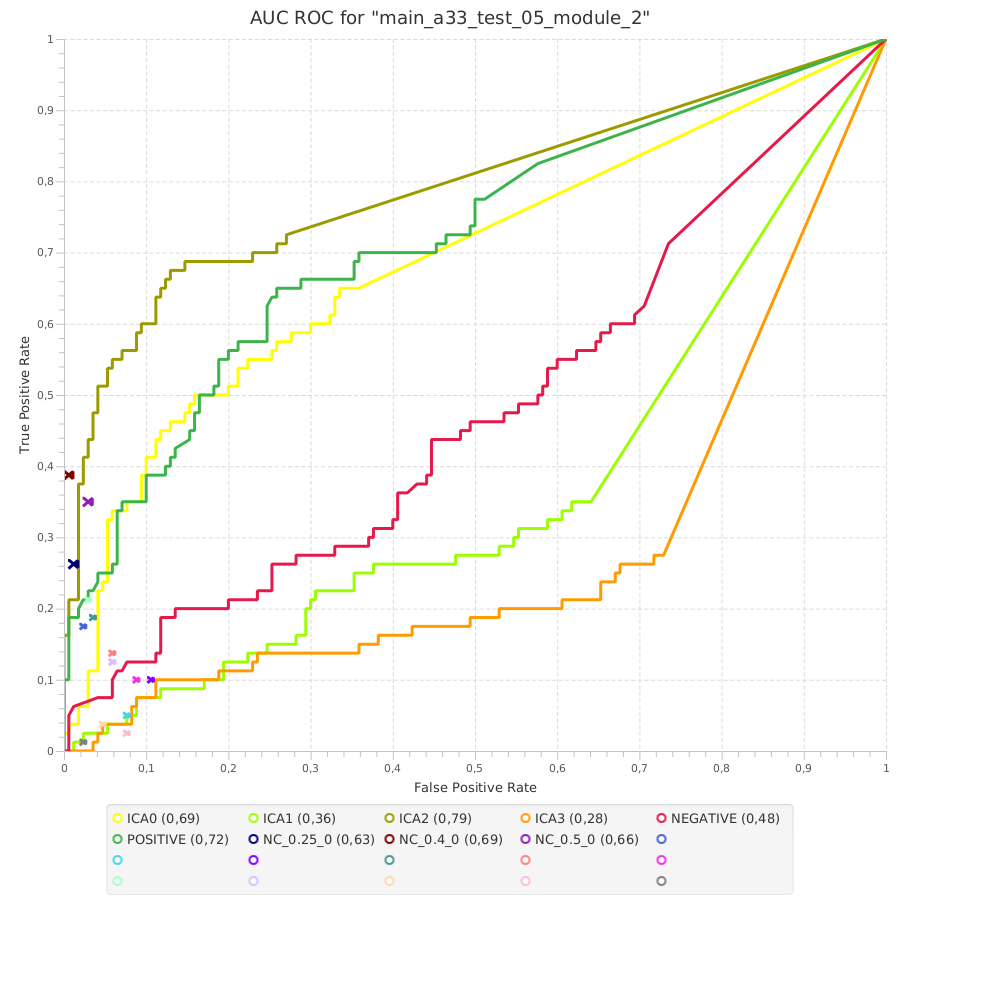 AUC ROC for "main_a33_test_05_module_2"
1
0,9
0,8
0,7
0,6
0,5
0,4
0,3
0,2
0,1
0
True Positive Rate
0 0,1 0,2 0,3 0,4 0,5 0,6 0,7 0,8 0,9 1
False Positive Rate
ICA0 (0,69) ICA1 (0,36) ICA2 (0,79) ICA3 (0,28) NEGATIVE (0,48)
POSITIVE (0,72) NC_0.25_0 (0,63) NC_0.4_0 (0,69) NC_0.5_0 (0,66)